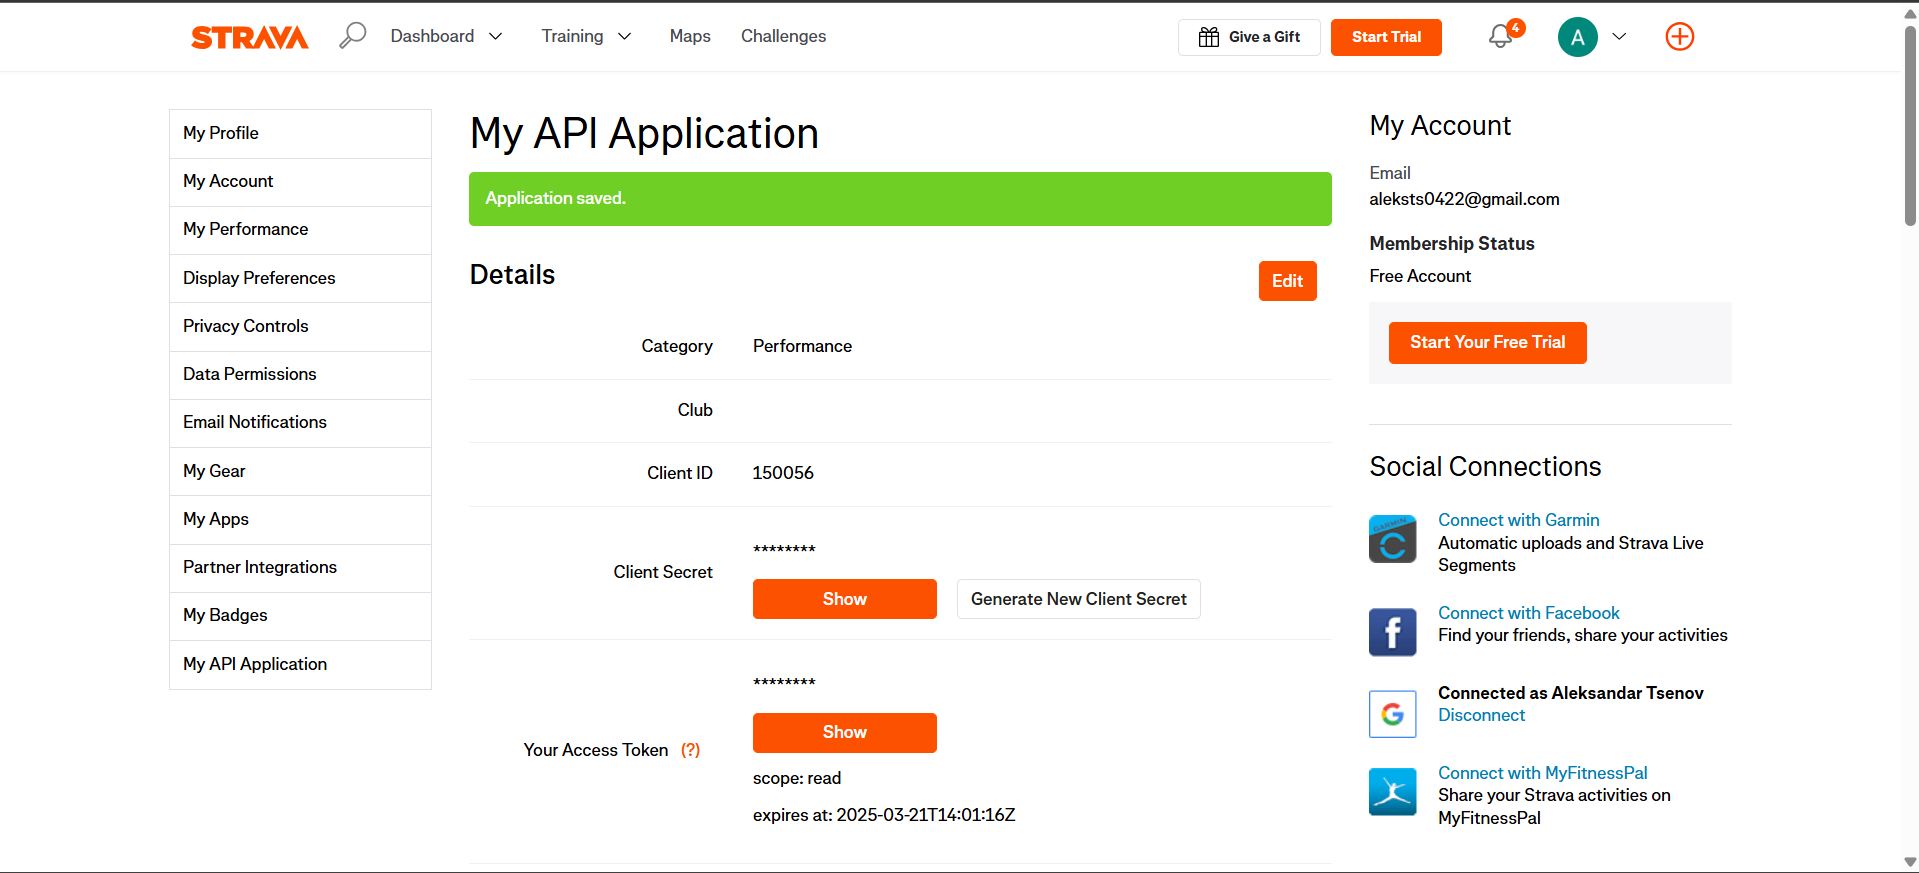 STRAVA
Dashboard
Training
Maps
Challenges
Give a Gift
Start Trial
4
A
My Profile
My Account
My Performance
Display Preferences
Privacy Controls
Data Permissions
Email Notifications
My Gear
My Apps
Partner Integrations
My Badges
My API Application
My API Application
Application saved.
Details
Edit
Category Performance
Club
Client ID 150056
Client Secret
********
Show
Generate New Client Secret
Your Access Token (?)
********
Show
scope: read
expires at: 2025-03-21T14:01:16Z
My Account
Email
aleksts0422@gmail.com
Membership Status
Free Account
Start Your Free Trial
Social Connections
GARMIN
Connect with Garmin
Automatic uploads and Strava Live
Segments
f
Connect with Facebook
Find your friends, share your activities
G
Connected as Aleksandar Tsenov
Disconnect
Connect with MyFitnessPal
Share your Strava activities on
MyFitnessPal